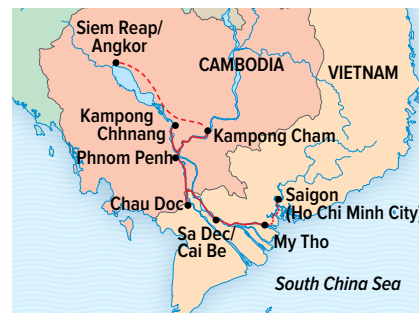 Siem Reap/
Angkor
CAMBODIA
VIETNAM
Kampong
Chhnang
Kampong Cham
Phnom Penh
Chau Doc
Saigon
(Ho Chi Minh City)
Sa Dec/
Cai Be
My Tho
South China Sea